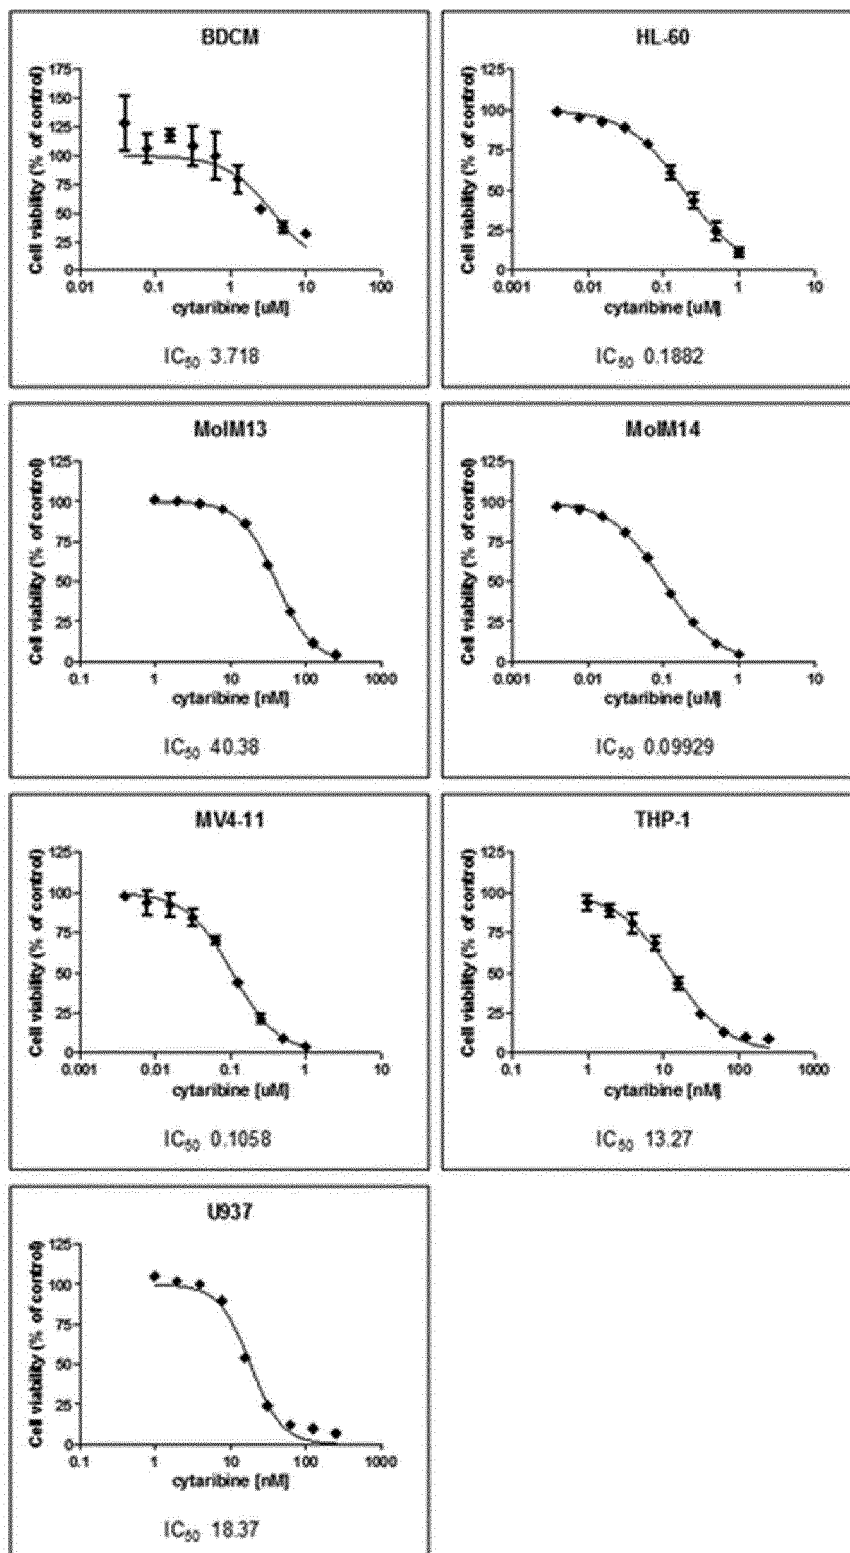 BDCM
Cell viability (% of control)
175
150
125
100
75
50
25
0
0.01
0.1
1
10
100
cytaribine [uM]
IC50 3.718
HL-60
Cell viability (% of control)
125
100
75
50
25
0
0.001
0.01
0.1
1
10
cytaribine [uM]
IC50 0.1882
MolM13
Cell viability (% of control)
125
100
75
50
25
0
0.1
1
10
100
1000
cytaribine [nM]
IC50 40.38
MolM14
Cell viability (% of control)
125
100
75
50
25
0
0.001
0.01
0.1
1
10
cytaribine [uM]
IC50 0.09929
MV4-11
Cell viability (% of control)
125
100
75
50
25
0
0.001
0.01
0.1
1
10
cytaribine [uM]
IC50 0.1058
THP-1
Cell viability (% of control)
125
100
75
50
25
0
0.1
1
10
100
1000
cytaribine [nM]
IC50 13.27
U937
Cell viability (% of control)
125
100
75
50
25
0
0.1
1
10
100
1000
cytaribine [nM]
IC50 18.37